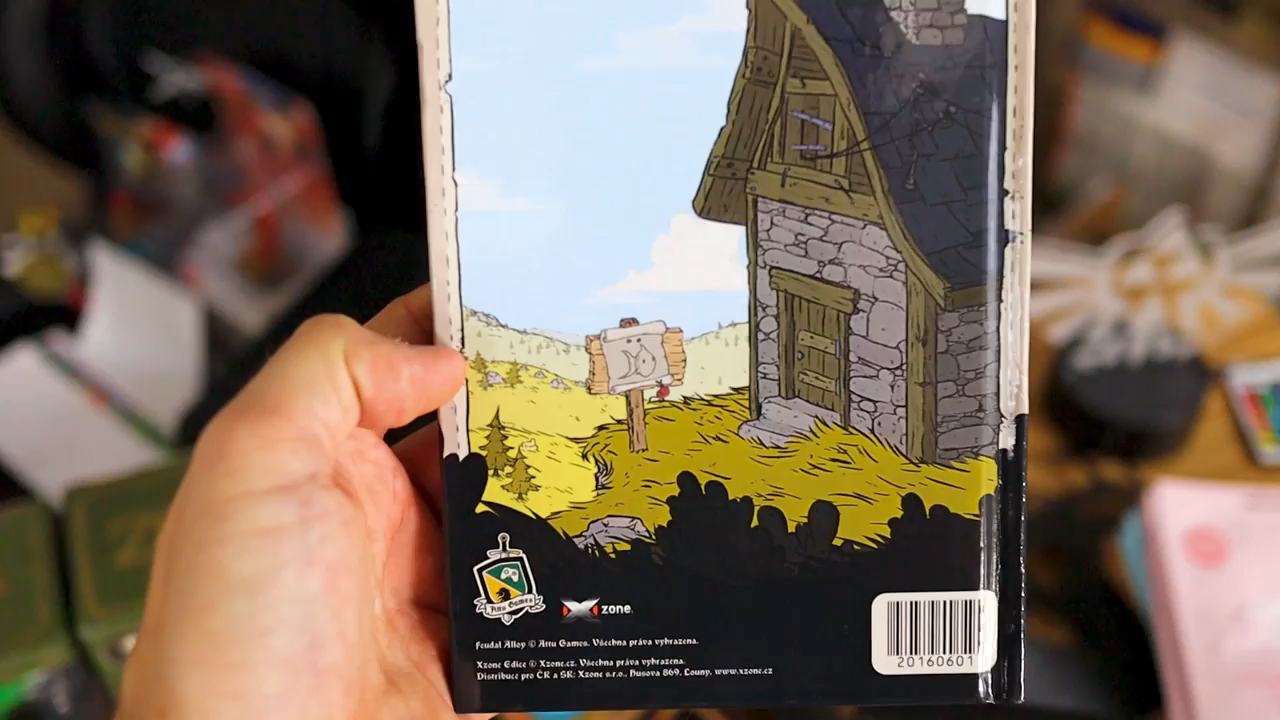 Attu Games
X zone.
Feudal Alloy © Attu Games. Všechna práva vyhrazena.
Xzone Edice © Xzone.cz. Všechna práva vyhrazena.
Distribuce pro ČR a SR: Xzone s.r.o., Husova 869, Louny, www.xzone.cz
20160601